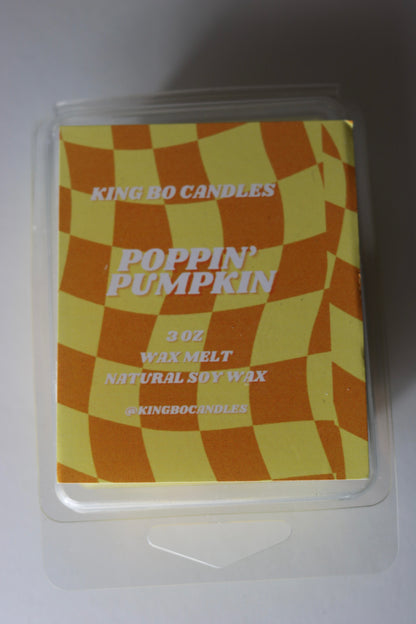 KING BO CANDLES
POPPIN'
PUMPKIN
3 OZ
WAX MELT
NATURAL SOY WAX
@KINGBOCANDLES